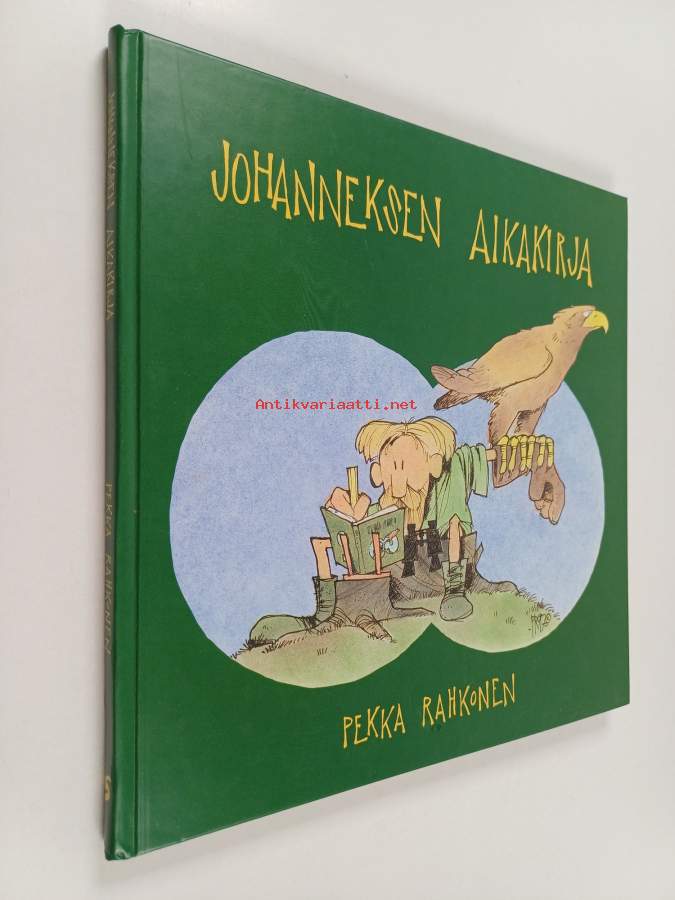 JOHANNEKSEN AIKAKIRJA
Antikvariaatti.net
PEKKA RAHKONEN
JOHANNEKSEN AIKAKIRJA
PEKKA RAHKONEN
S